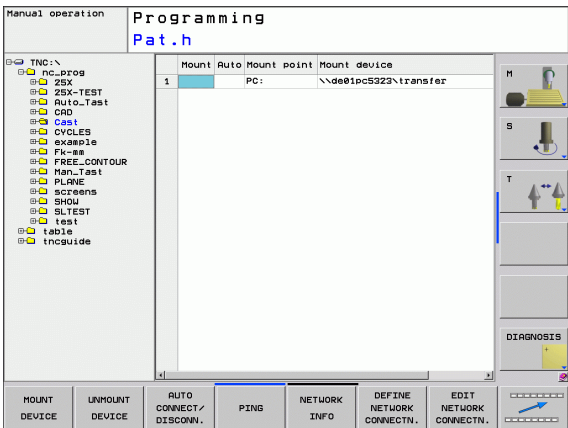 Manual operation
Programming
Pat.h
TNC:\
nc_prog
25X
25X-TEST
Auto_Tast
CAD
Cast
CYCLES
example
Fk-mm
FREE_CONTOUR
Man_Tast
PLANE
screens
SHOW
SLTEST
test
table
tncguide
Mount Auto Mount point Mount device
1 PC: \\de01pc5323\transfer
M
S
T
DIAGNOSIS
MOUNT
DEVICE
UNMOUNT
DEVICE
AUTO
CONNECT/
DISCONN.
PING
NETWORK
INFO
DEFINE
NETWORK
CONNECTN.
EDIT
NETWORK
CONNECTN.